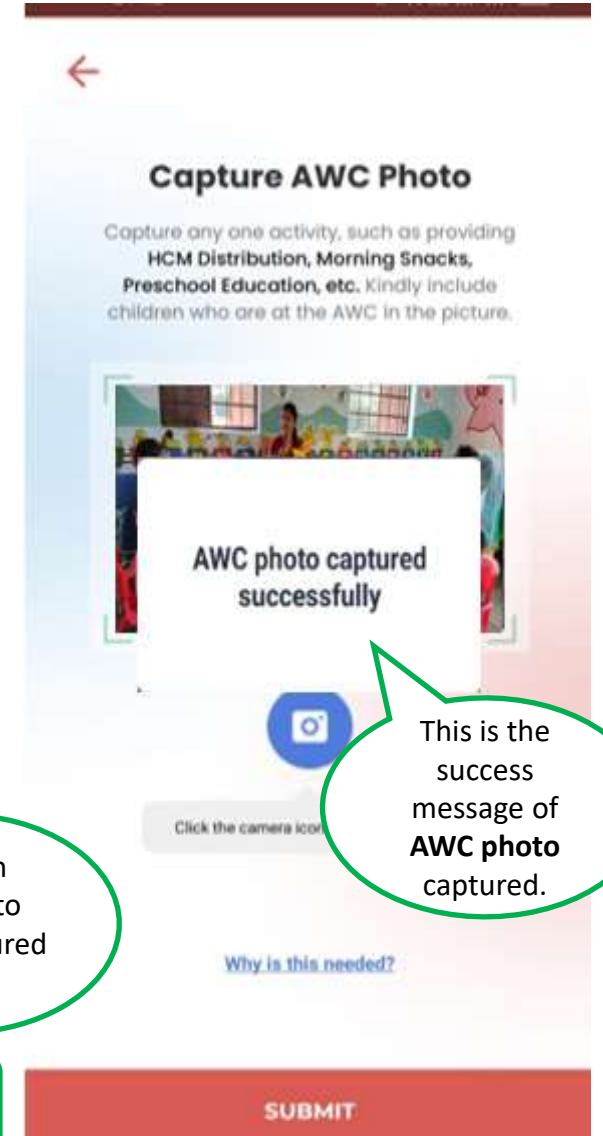 Capture AWC Photo
Capture any one activity, such as providing
HCM Distribution, Morning Snacks,
Preschool Education, etc. Kindly include
children who are at the AWC in the picture.
AWC photo captured
successfully
This is the
success
message of
AWC photo
captured.
Click the camera icon
Why is this needed?
SUBMIT